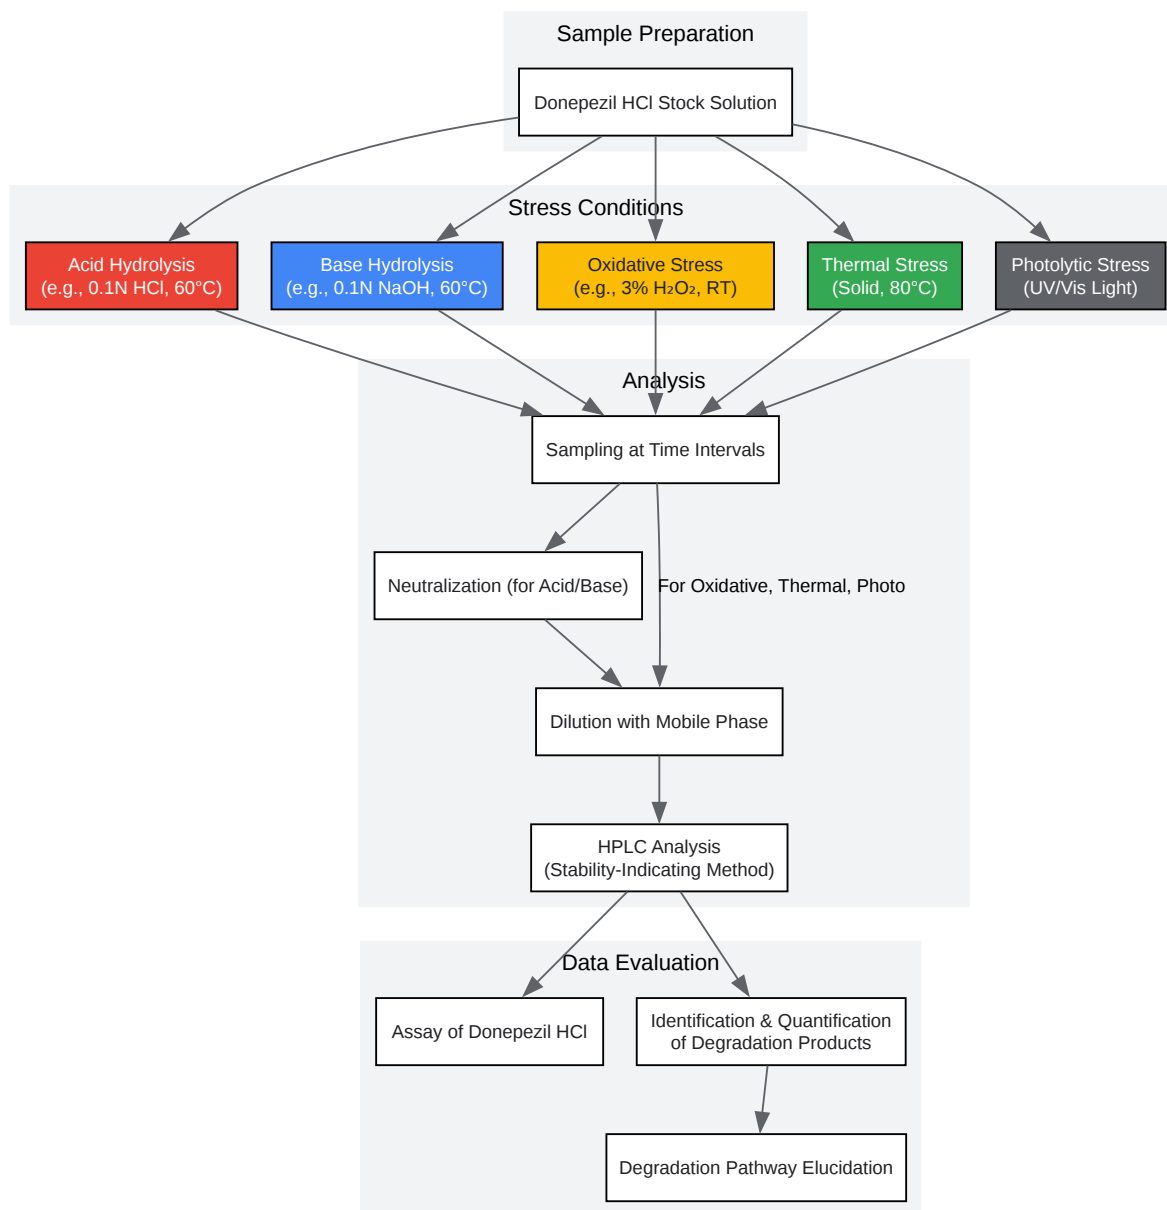 Sample Preparation
Donepezil HCl Stock Solution
Stress Conditions
Acid Hydrolysis
(e.g., 0.1N HCl, 60°C)
Base Hydrolysis
(e.g., 0.1N NaOH, 60°C)
Oxidative Stress
(e.g., 3% H₂O₂, RT)
Thermal Stress
(Solid, 80°C)
Photolytic Stress
(UV/Vis Light)
Analysis
Sampling at Time Intervals
Neutralization (for Acid/Base)
For Oxidative, Thermal, Photo
Dilution with Mobile Phase
HPLC Analysis
(Stability-Indicating Method)
Data Evaluation
Assay of Donepezil HCl
Identification & Quantification
of Degradation Products
Degradation Pathway Elucidation